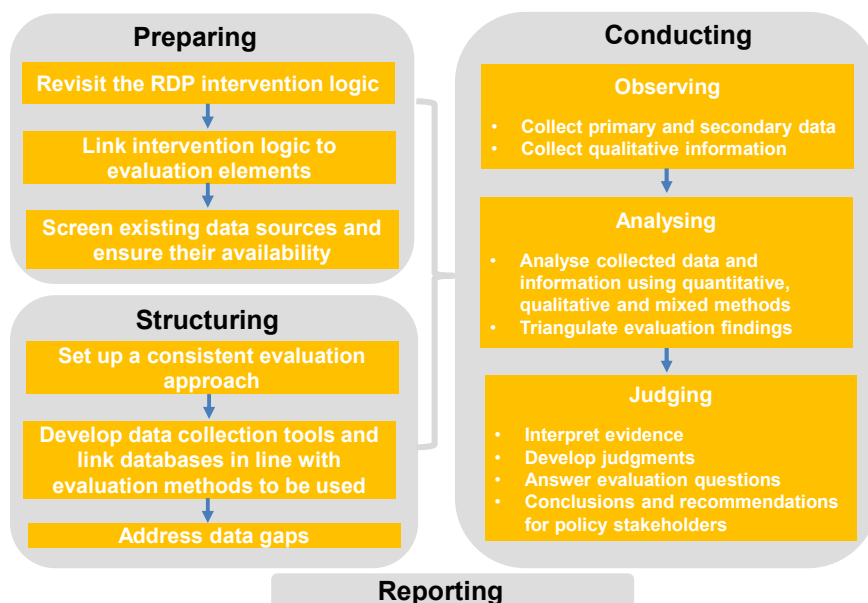 Preparing
Revisit the RDP intervention logic
Link intervention logic to
evaluation elements
Screen existing data sources and
ensure their availability
Structuring
Set up a consistent evaluation
approach
Develop data collection tools and
link databases in line with
evaluation methods to be used
Address data gaps
Conducting
Observing
• Collect primary and secondary data
• Collect qualitative information
Analysing
• Analyse collected data and
information using quantitative,
qualitative and mixed methods
• Triangulate evaluation findings
Judging
• Interpret evidence
• Develop judgments
• Answer evaluation questions
• Conclusions and recommendations
for policy stakeholders
Reporting